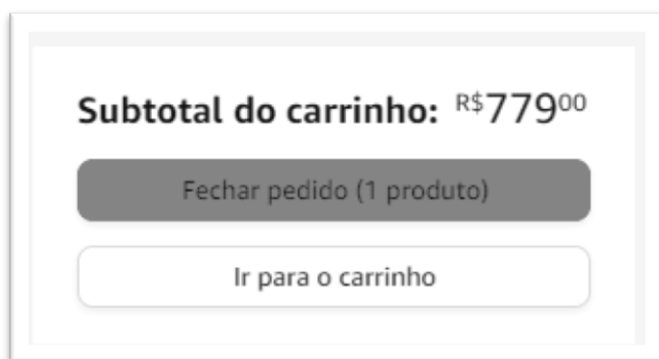 Subtotal do carrinho: R$77900
Fechar pedido (1 produto)
Ir para o carrinho